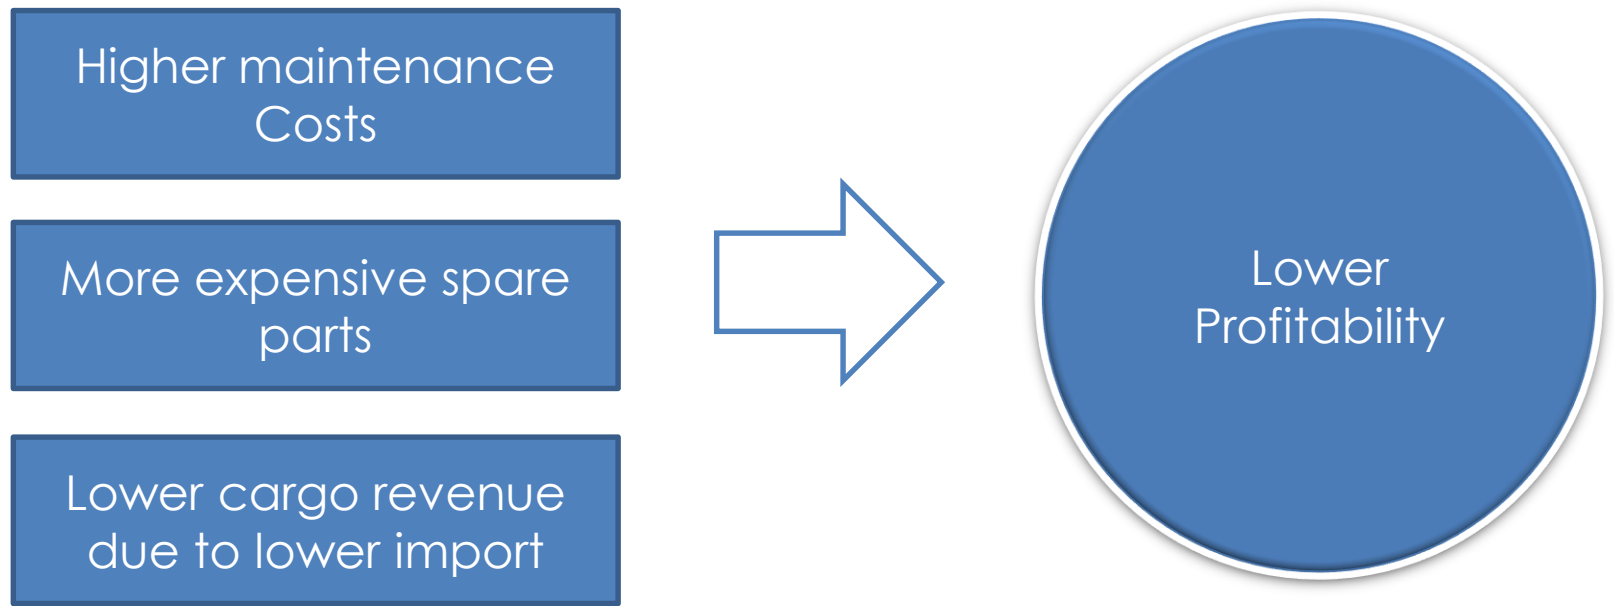 Higher maintenance
Costs
More expensive spare
parts
Lower cargo revenue
due to lower import
Lower
Profitability